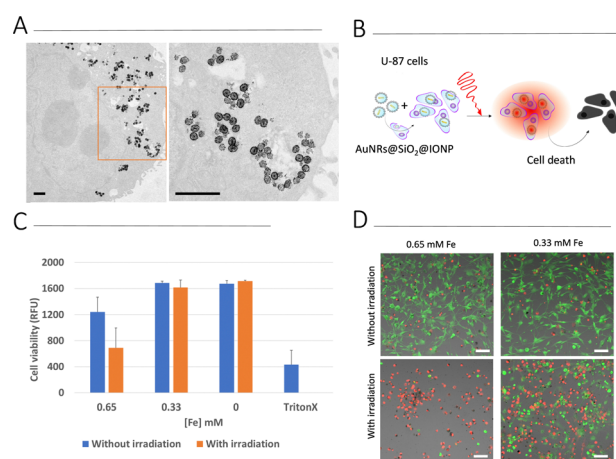 A
B
U-87 cells
+
AuNRs@SiO₂@IONP
Cell death
C
2000
1600
1200
800
400
0
Cell viability (RFU)
0.65 0.33 0 TritonX
[Fe] mM
Without irradiation With irradiation
D
0.65 mM Fe 0.33 mM Fe
Without irradiation
With irradiation